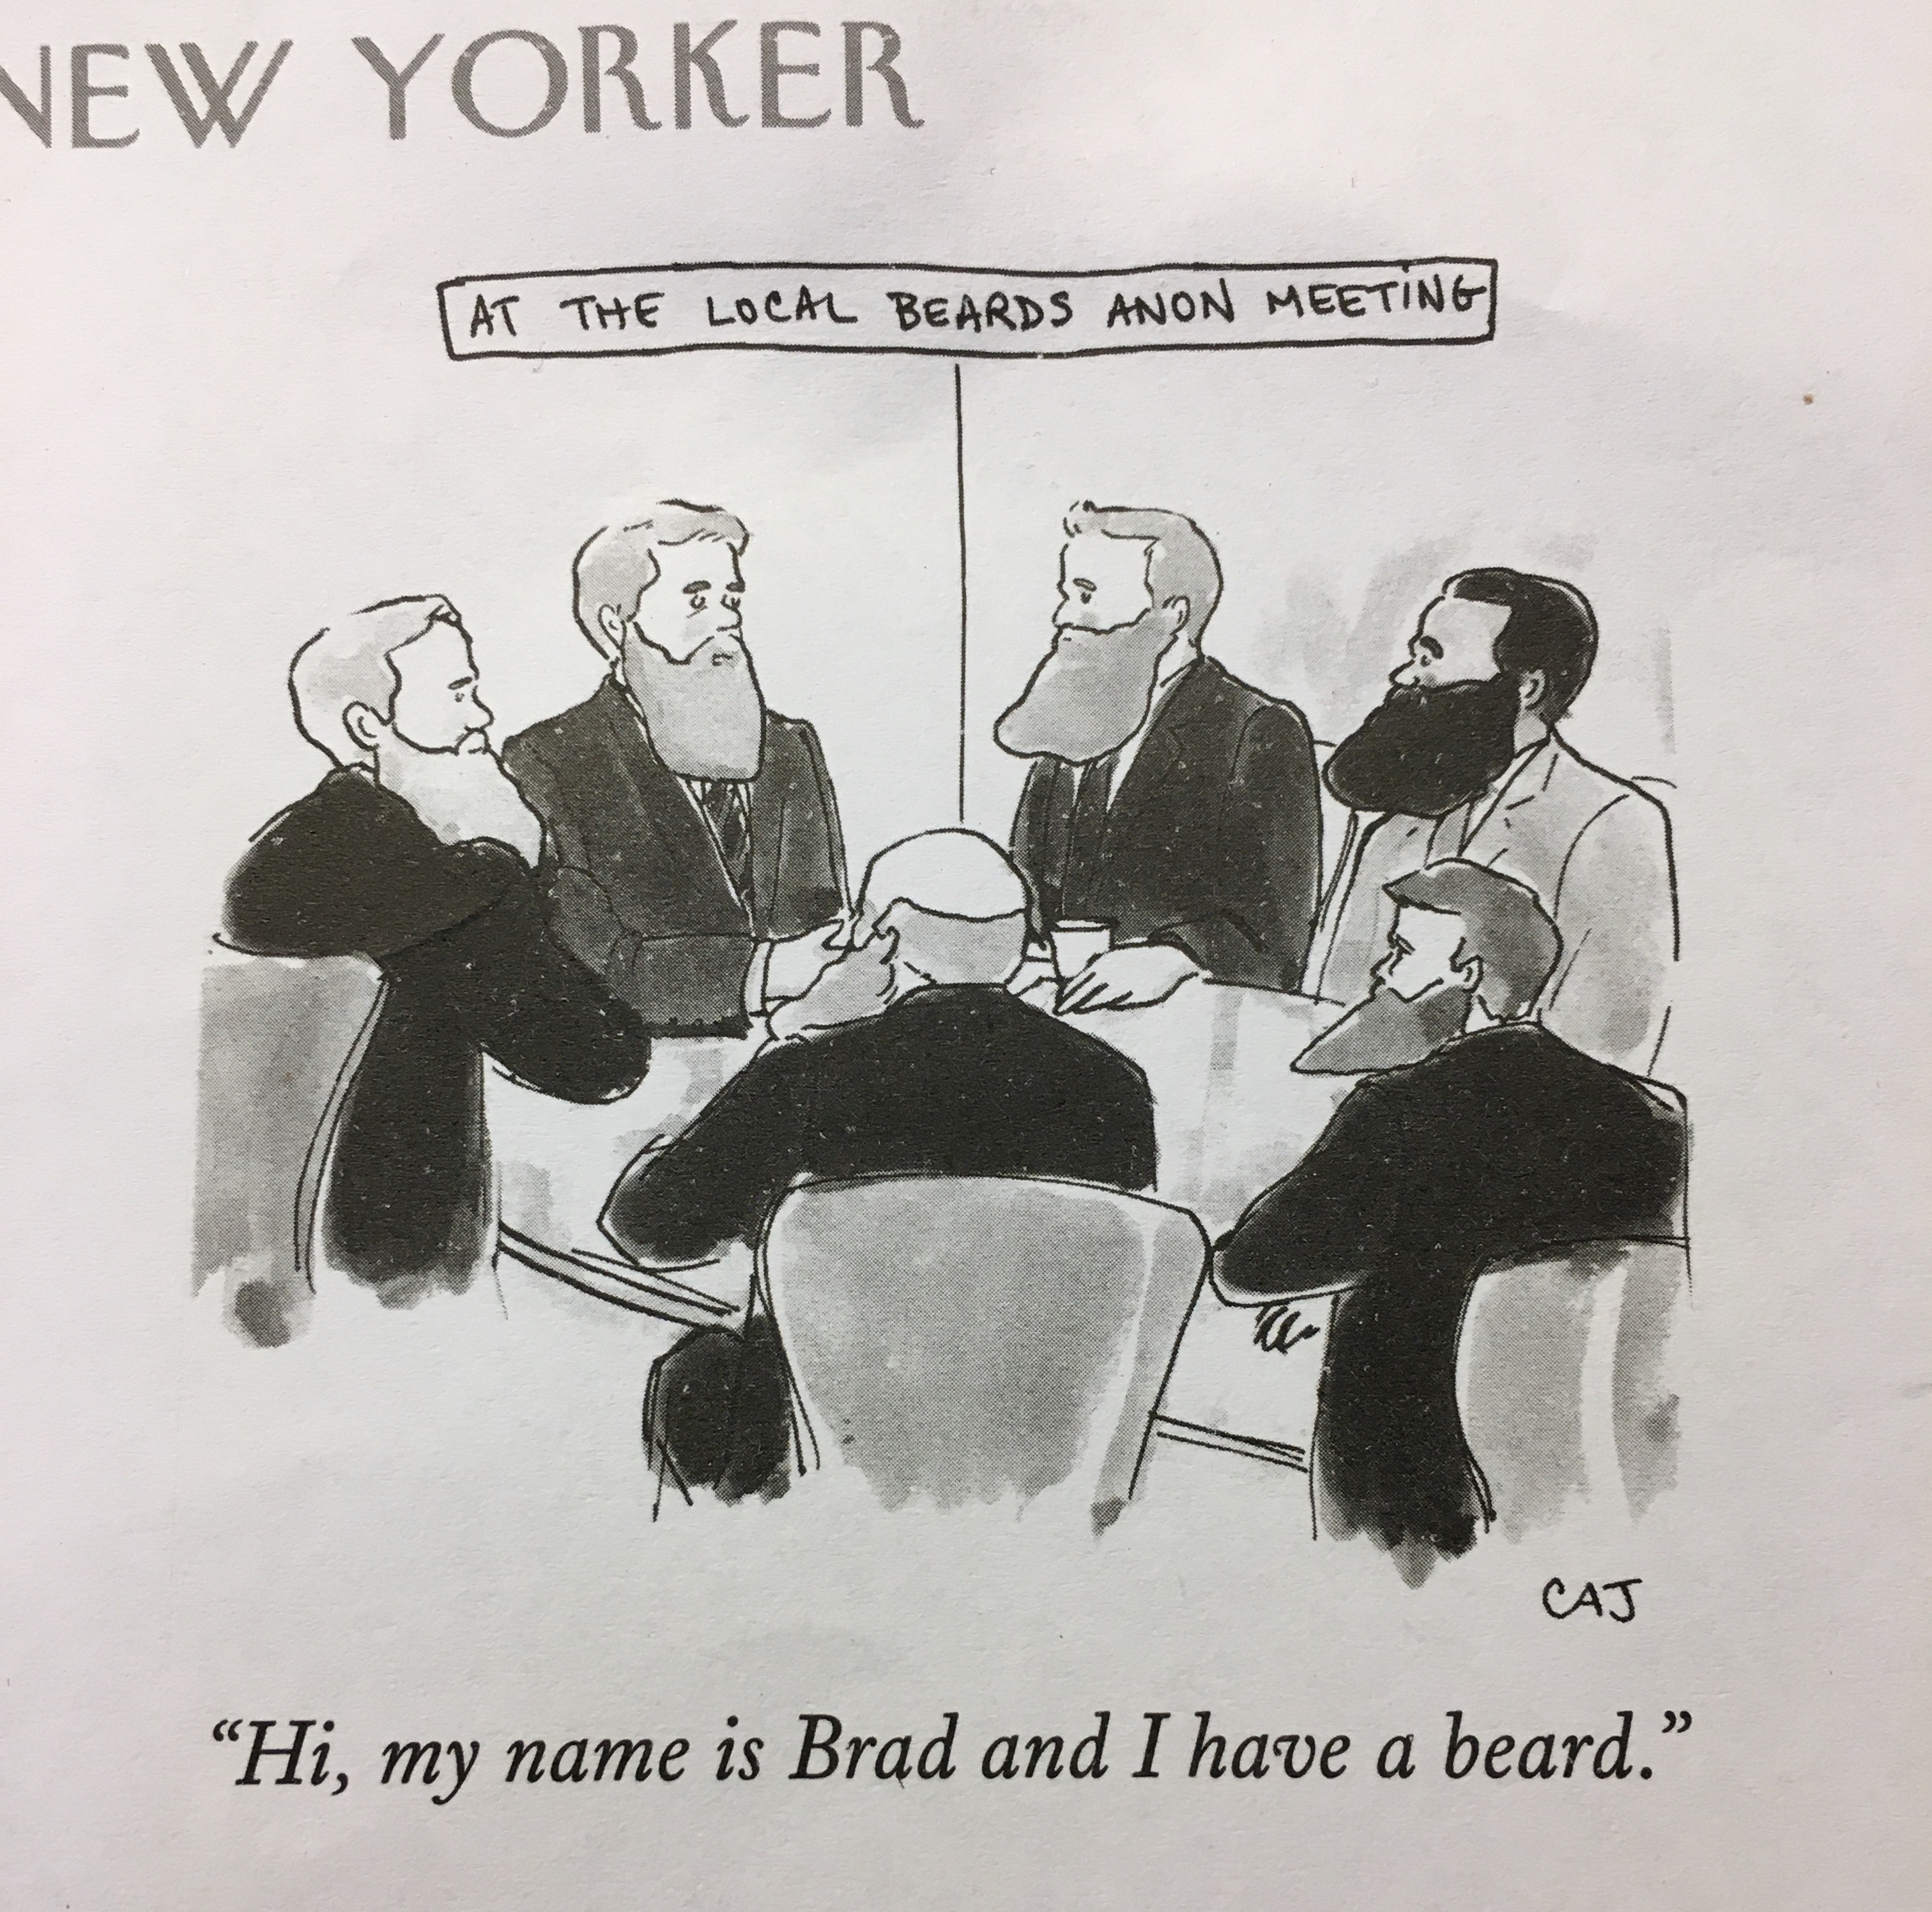 NEW YORKER
AT THE LOCAL BEARDS ANON MEETING
CAJ
“Hi, my name is Brad and I have a beard.”